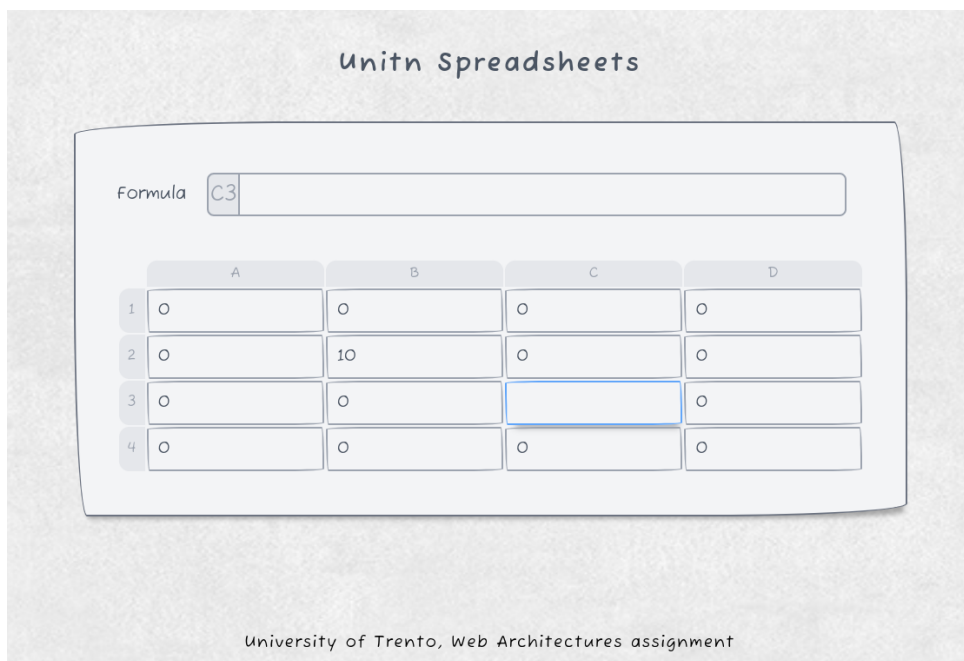 Unitn Spreadsheets
Formula C3
A B C D
1 0 0 0 0
2 0 10 0 0
3 0 0 0
4 0 0 0 0
University of Trento, Web Architectures assignment